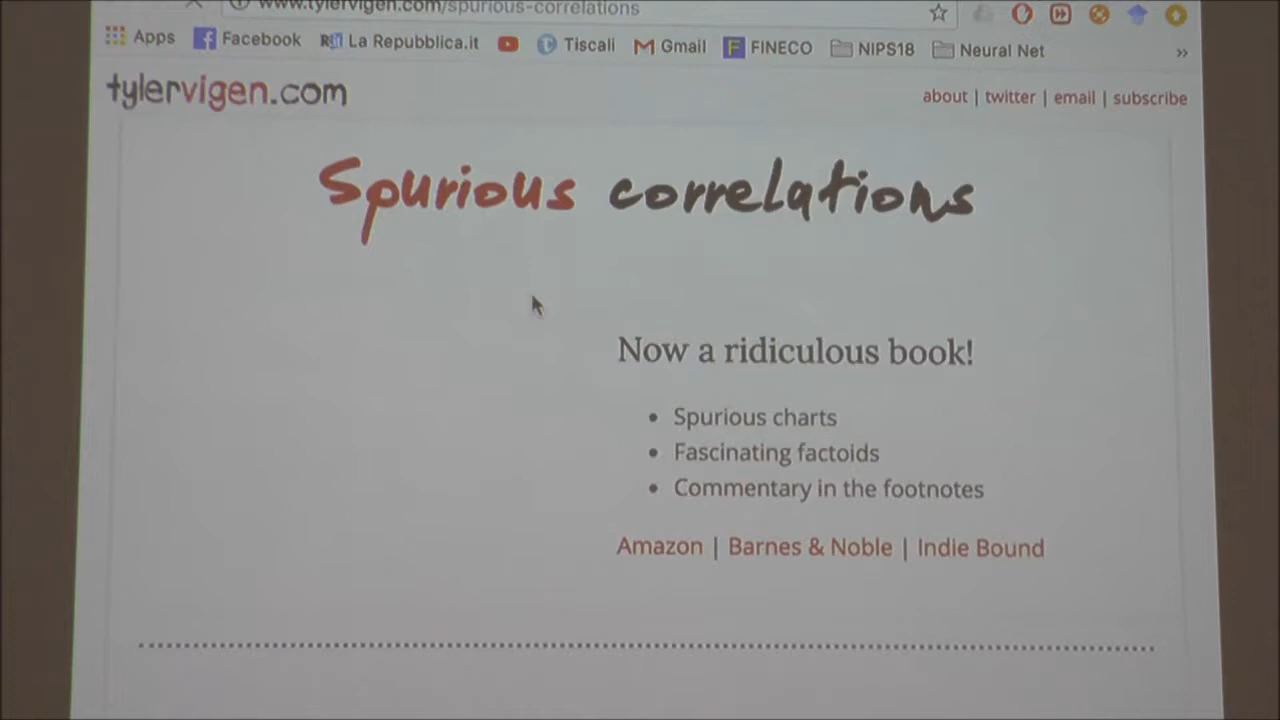 www.tylervigen.com/spurious-correlations
Apps Facebook La Repubblica.it Tiscali Gmail F FINECO NIPS18 Neural Net »
tylervigen.com
about | twitter | email | subscribe
Spurious correlations
Now a ridiculous book!
• Spurious charts
• Fascinating factoids
• Commentary in the footnotes
Amazon | Barnes & Noble | Indie Bound